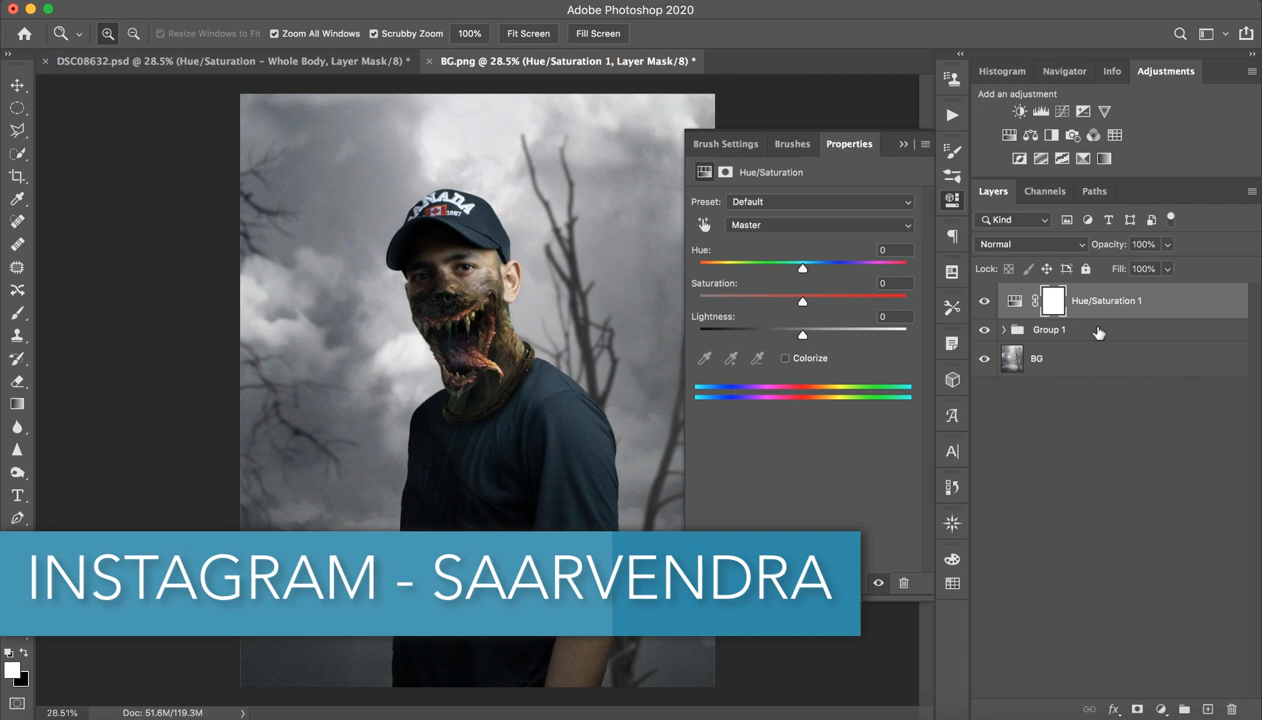 Adobe Photoshop 2020
Resize Windows to Fit
Zoom All Windows
Scrubby Zoom
100%
Fit Screen
Fill Screen
DSC08632.psd @ 28.5% (Hue/Saturation - Whole Body, Layer Mask/8) *
BG.png @ 28.5% (Hue/Saturation 1, Layer Mask/8) *
Histogram
Navigator
Info
Adjustments
Add an adjustment
Brush Settings
Brushes
Properties
Hue/Saturation
Preset: Default
Master
Hue: 0
Saturation: 0
Lightness: 0
Colorize
Layers
Channels
Paths
Kind
Normal
Opacity: 100%
Lock:
Fill: 100%
Hue/Saturation 1
Group 1
BG
CANADA
1867
INSTAGRAM - SAARVENDRA
28.51%
Doc: 51.6M/119.3M